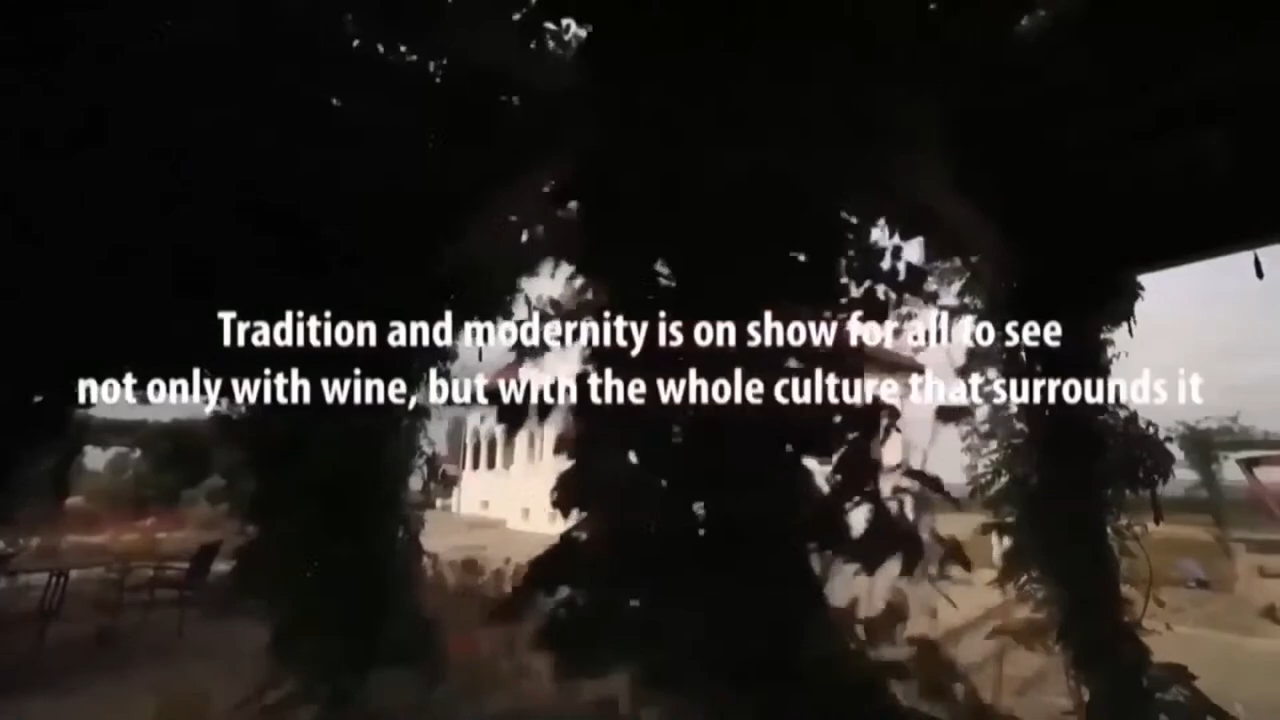 Tradition and modernity is on show for all to see
not only with wine, but with the whole culture that surrounds it